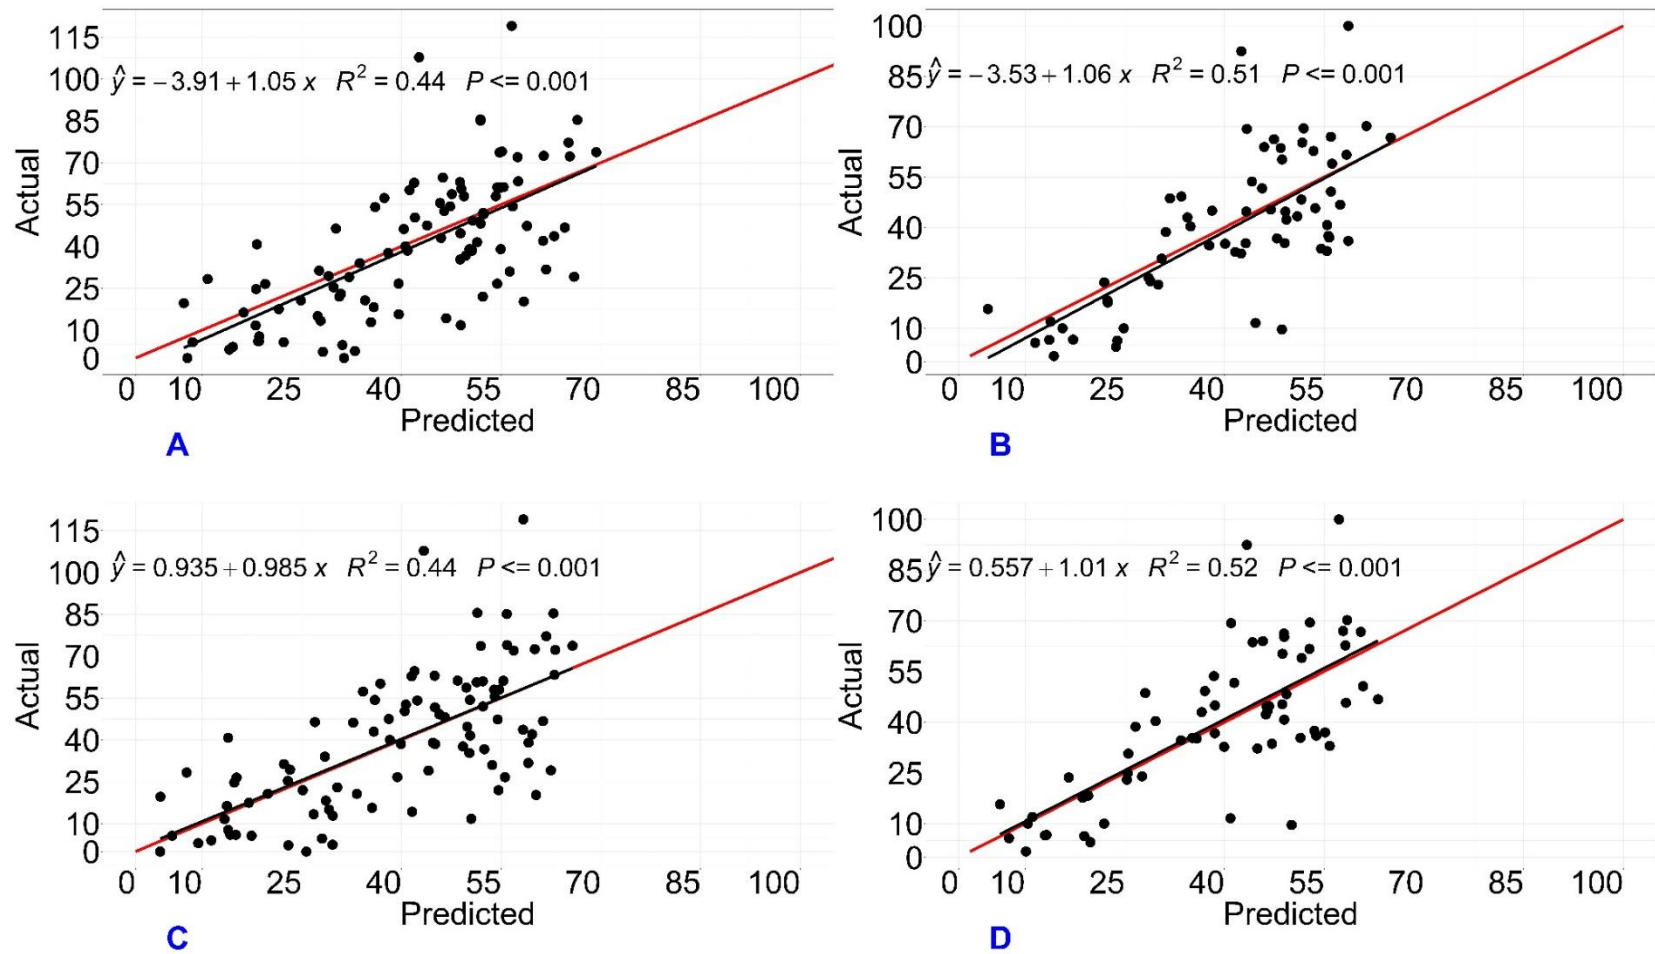 115
100
85
70
55
40
25
10
0
Actual
ŷ = −3.91 + 1.05 x R² = 0.44 P <= 0.001
0 10 25 40 55 70 85 100
Predicted
A
100
85
70
55
40
25
10
0
Actual
ŷ = −3.53 + 1.06 x R² = 0.51 P <= 0.001
0 10 25 40 55 70 85 100
Predicted
B
115
100
85
70
55
40
25
10
0
Actual
ŷ = 0.935 + 0.985 x R² = 0.44 P <= 0.001
0 10 25 40 55 70 85 100
Predicted
C
100
85
70
55
40
25
10
0
Actual
ŷ = 0.557 + 1.01 x R² = 0.52 P <= 0.001
0 10 25 40 55 70 85 100
Predicted
D